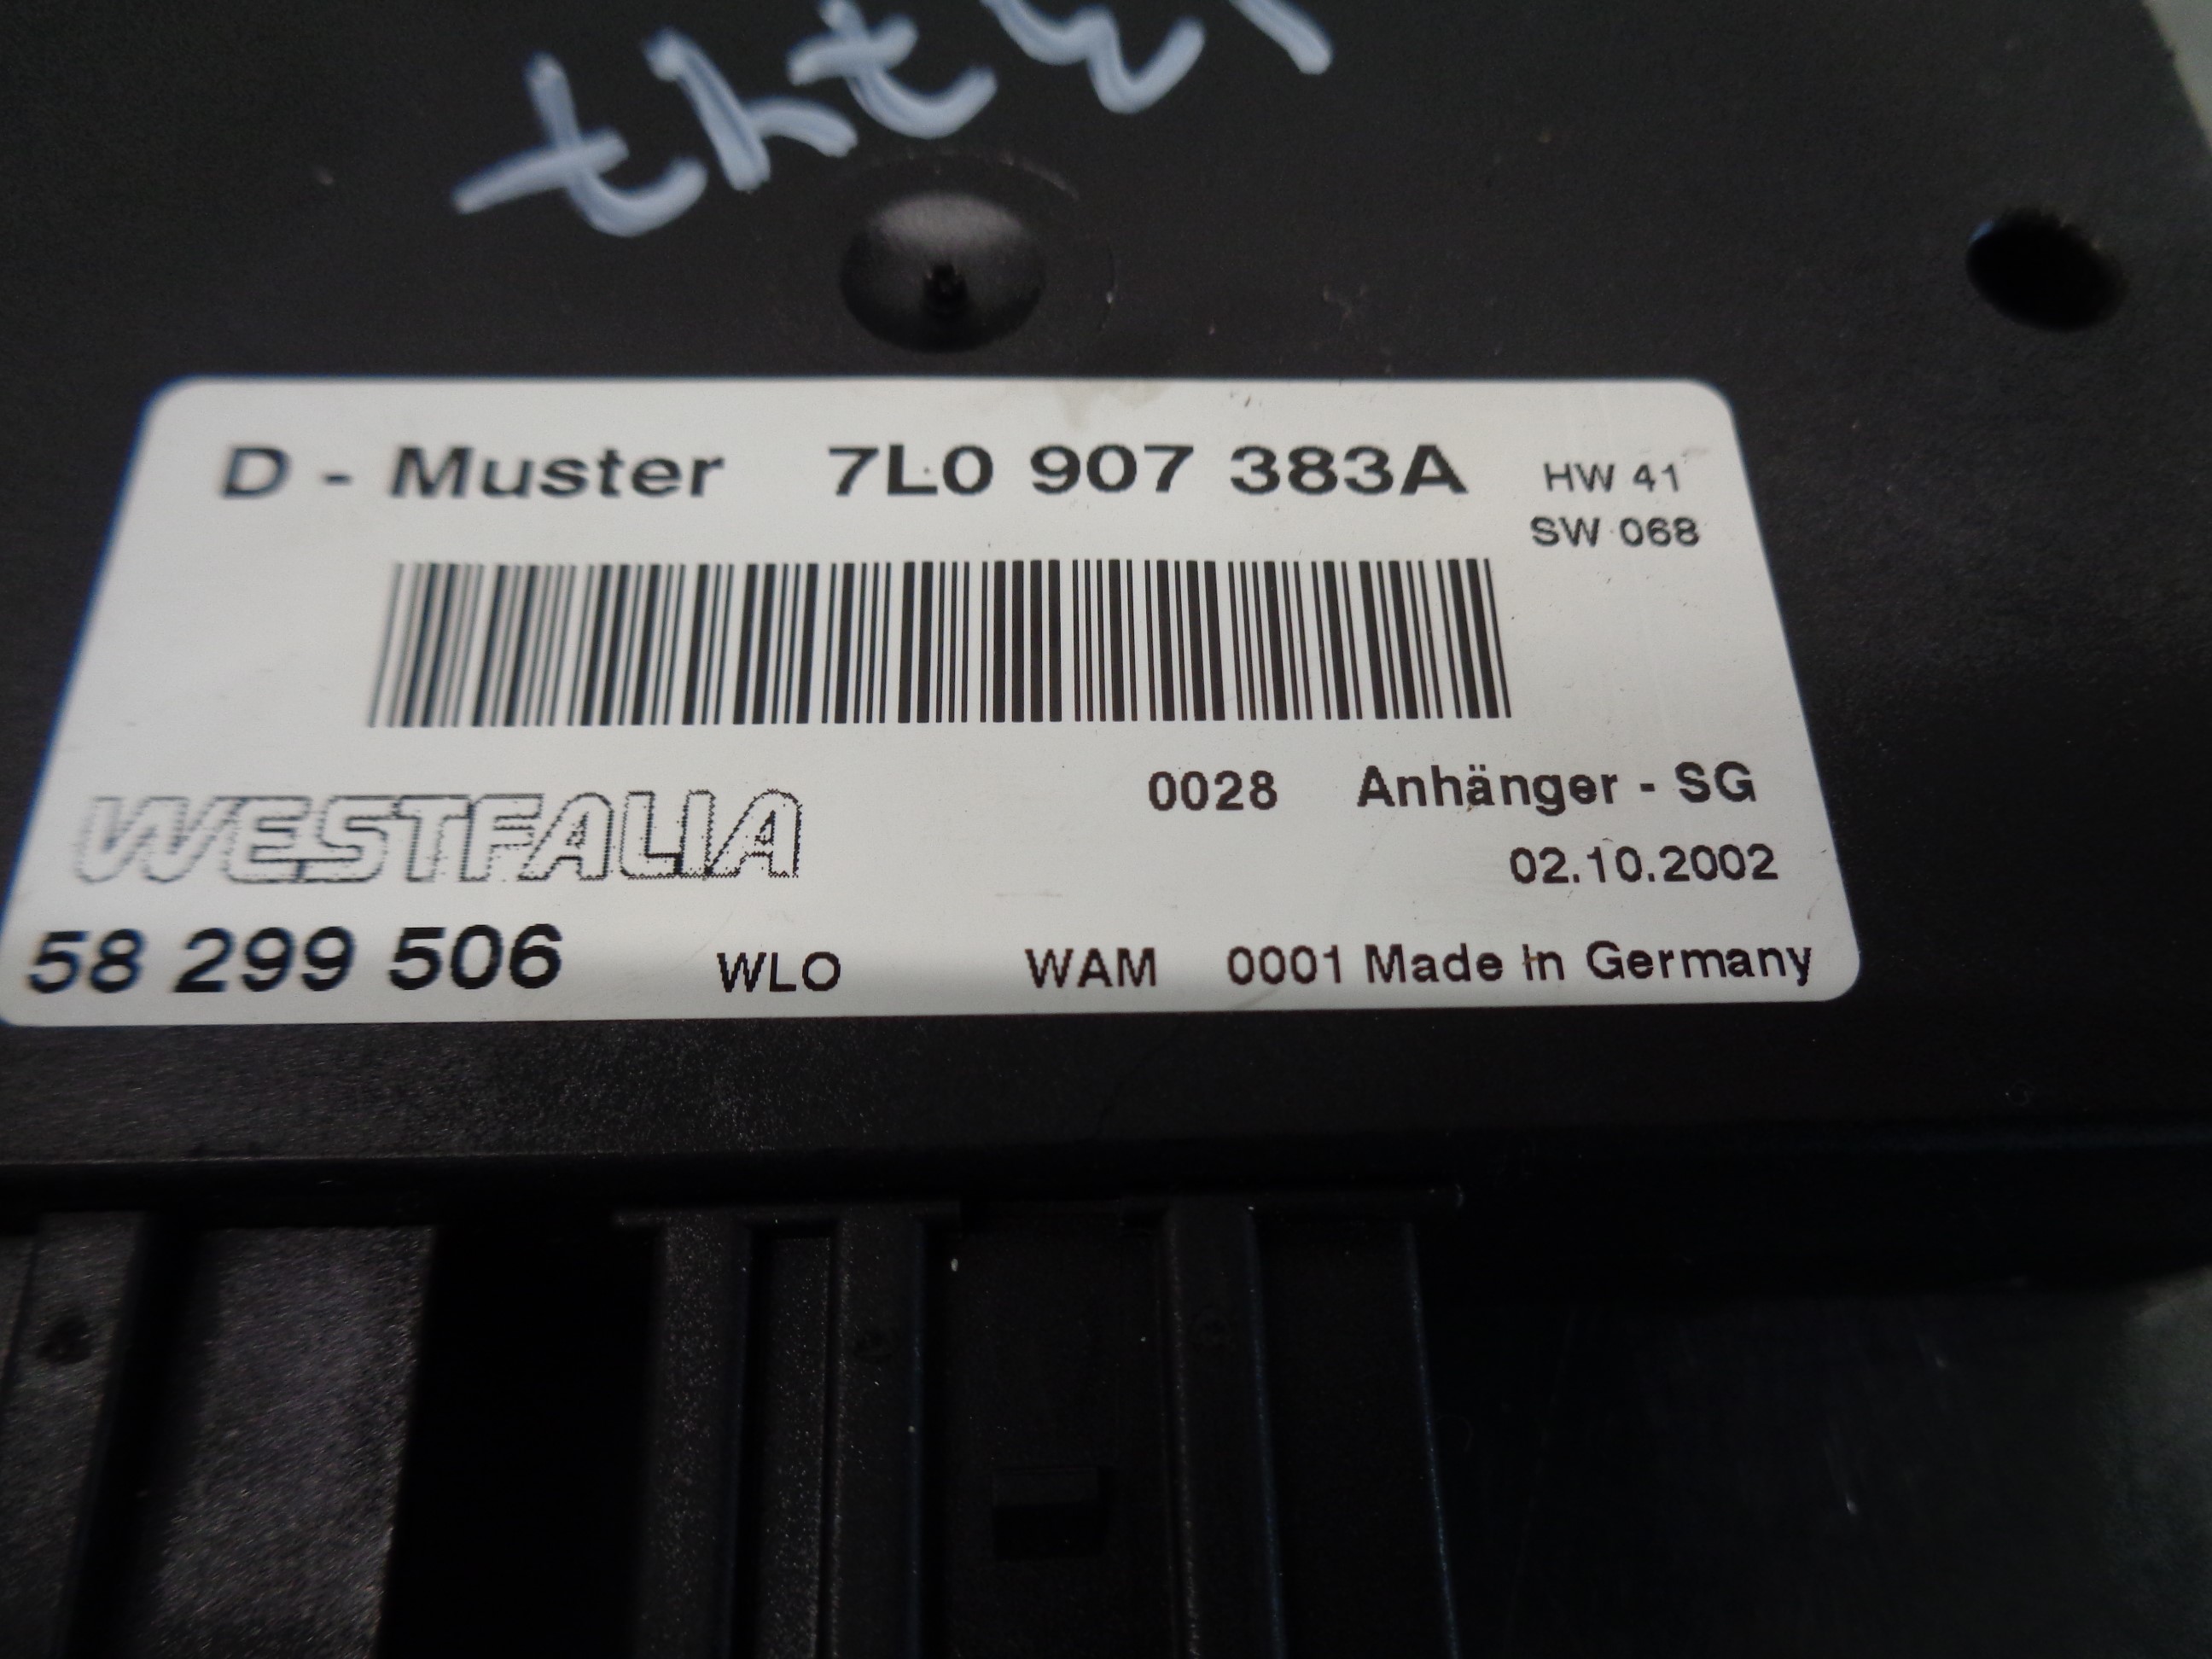 D - Muster 7L0 907 383A HW 41
SW 068
WESTFALIA 0028 Anhänger - SG
02.10.2002
58 299 506 WLO WAM 0001 Made in Germany